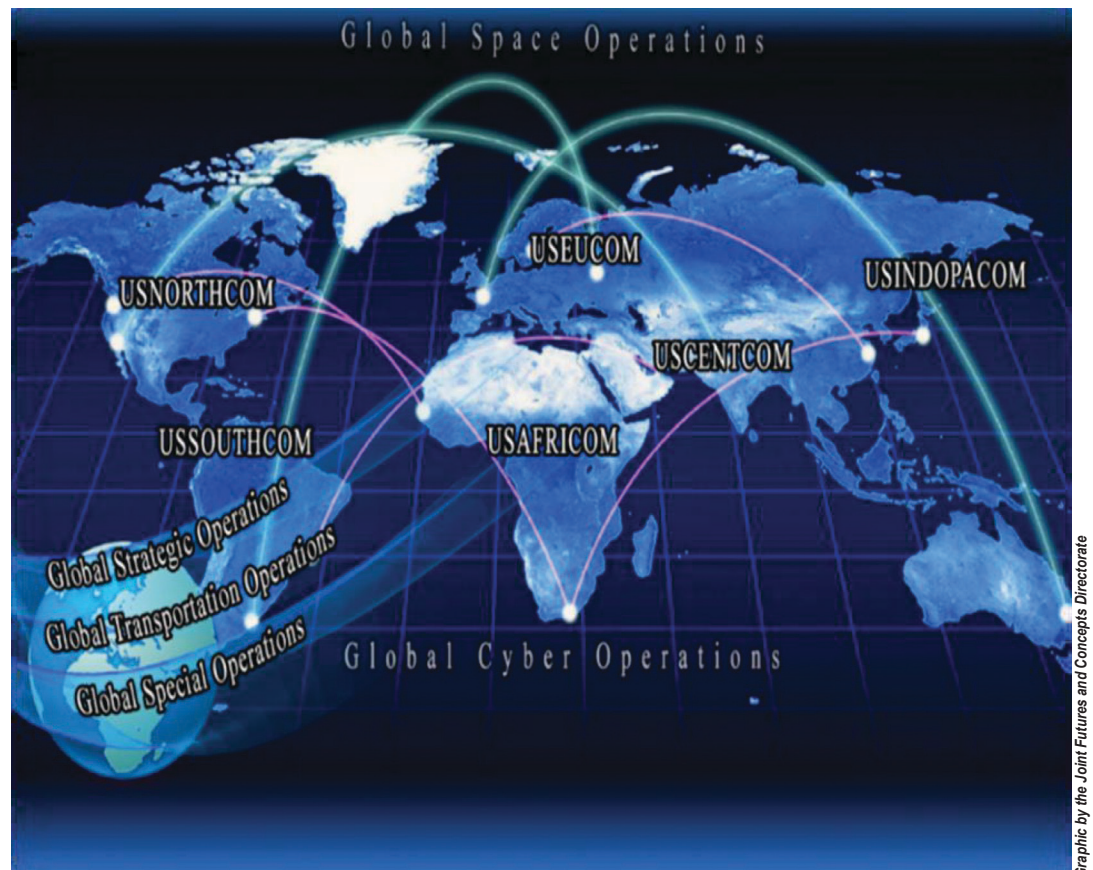 Global Space Operations
USEUCOM
USINDOPACOM
USNORTHCOM
USCENTCOM
USSOUTHCOM
USAFRICOM
Global Strategic Operations
Global Transportation Operations
Global Special Operations
Global Cyber Operations
Graphic by the Joint Futures and Concepts Directorate